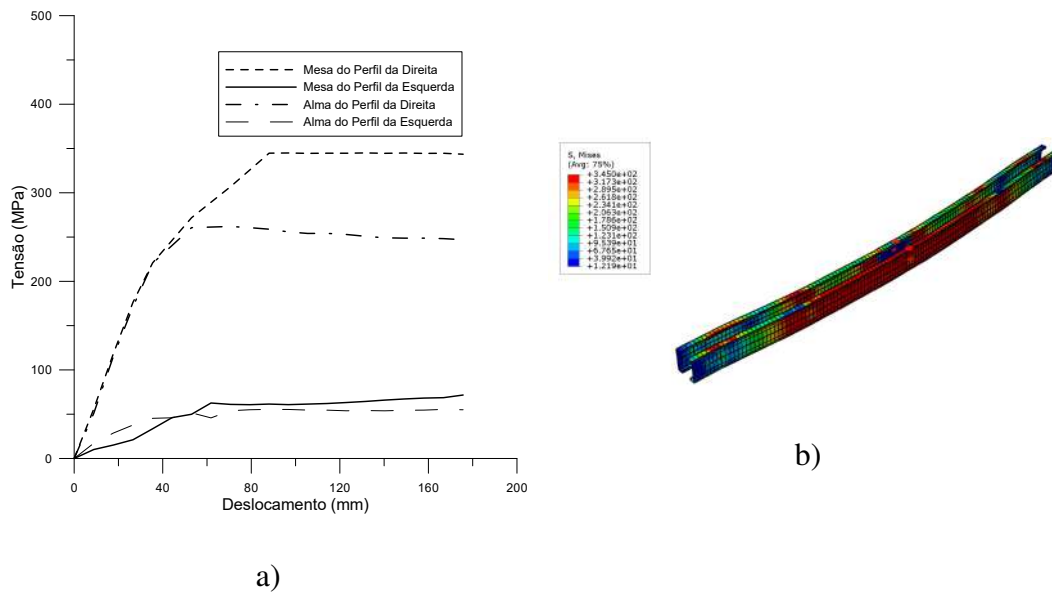 500
400
300
200
100
0
Tensão (MPa)
Mesa do Perfil da Direita
Mesa do Perfil da Esquerda
Alma do Perfil da Direita
Alma do Perfil da Esquerda
0
40
80
120
160
200
Deslocamento (mm)
a)
S, Mises
(Avg: 75%)
+3.450e+02
+3.173e+02
+2.895e+02
+2.618e+02
+2.341e+02
+2.063e+02
+1.786e+02
+1.509e+02
+1.231e+02
+9.539e+01
+6.765e+01
+3.992e+01
+1.219e+01
b)